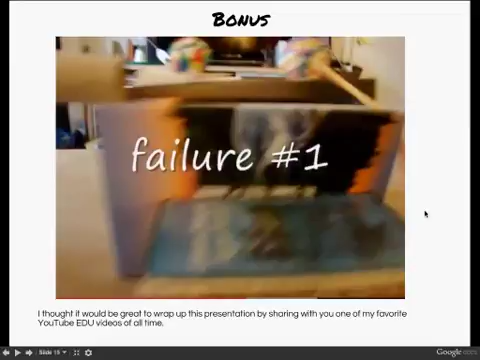 BONUS
failure #1
I thought it would be great to wrap up this presentation by sharing with you one of my favorite
YouTube EDU videos of all time.
Slide 15
Google